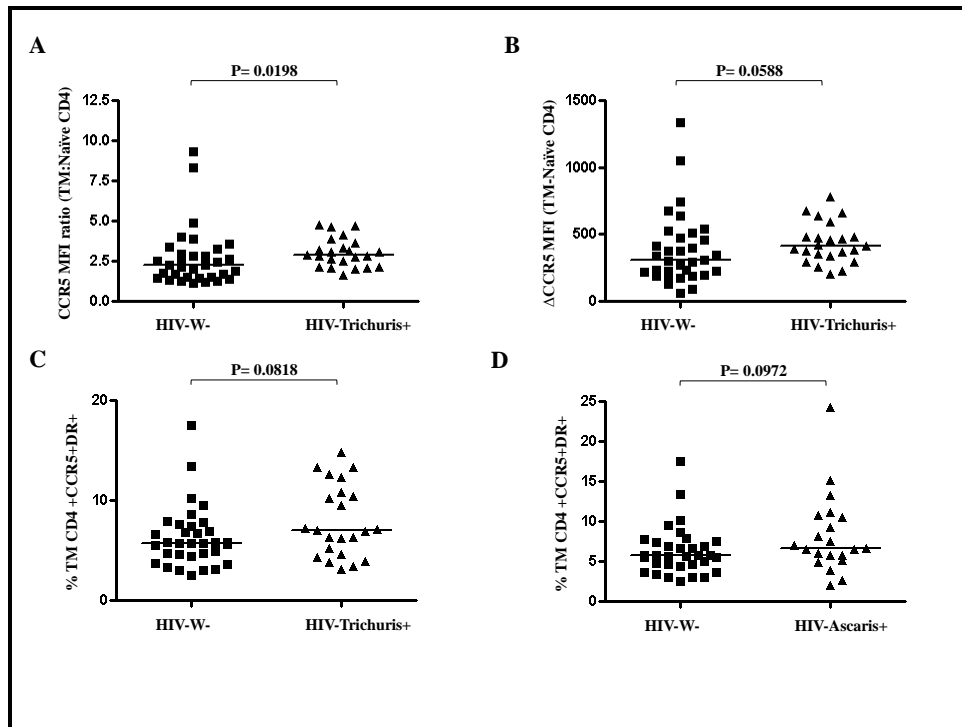 A
P= 0.0198
CCR5 MFI ratio (TM:Naïve CD4)
12.5
10.0
7.5
5.0
2.5
0.0
HIV-W-
HIV-Trichuris+
B
P= 0.0588
ΔCCR5 MFI (TM-Naïve CD4)
1500
1000
500
0
HIV-W-
HIV-Trichuris+
C
P= 0.0818
% TM CD4 +CCR5+DR+
20
10
0
HIV-W-
HIV-Trichuris+
D
P= 0.0972
% TM CD4 +CCR5+DR+
25
20
15
10
5
0
HIV-W-
HIV-Ascaris+